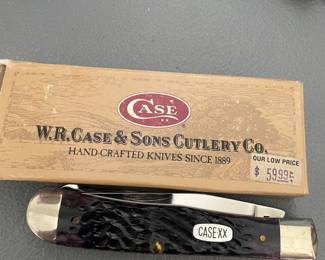 CASE
W.R. CASE & SONS CUTLERY CO.
HAND-CRAFTED KNIVES SINCE 1889
OUR LOW PRICE
$ 59.99
CASE XX